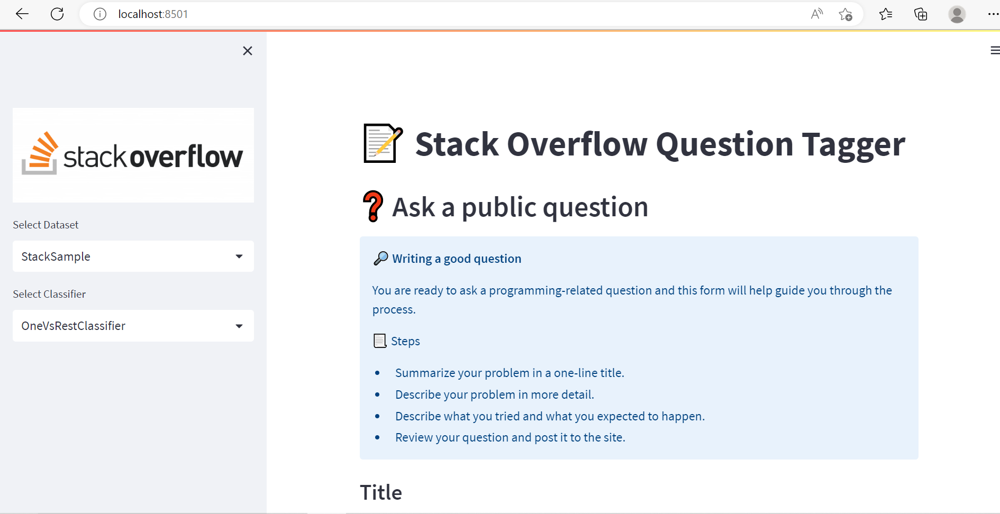 localhost:8501
stackoverflow
Select Dataset
StackSample
Select Classifier
OneVsRestClassifier
Stack Overflow Question Tagger
Ask a public question
Writing a good question
You are ready to ask a programming-related question and this form will help guide you through the
process.
Steps
• Summarize your problem in a one-line title.
• Describe your problem in more detail.
• Describe what you tried and what you expected to happen.
• Review your question and post it to the site.
Title